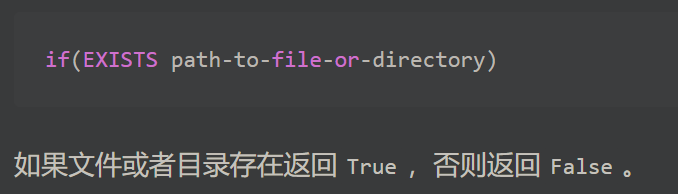 if(EXISTS path-to-file-or-directory)
如果文件或者目录存在返回 True ，否则返回 False 。